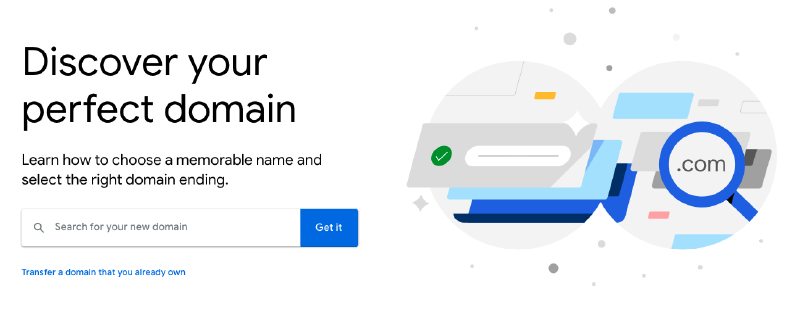 Discover your
perfect domain
Learn how to choose a memorable name and
select the right domain ending.
Search for your new domain
Get it
Transfer a domain that you already own
.com